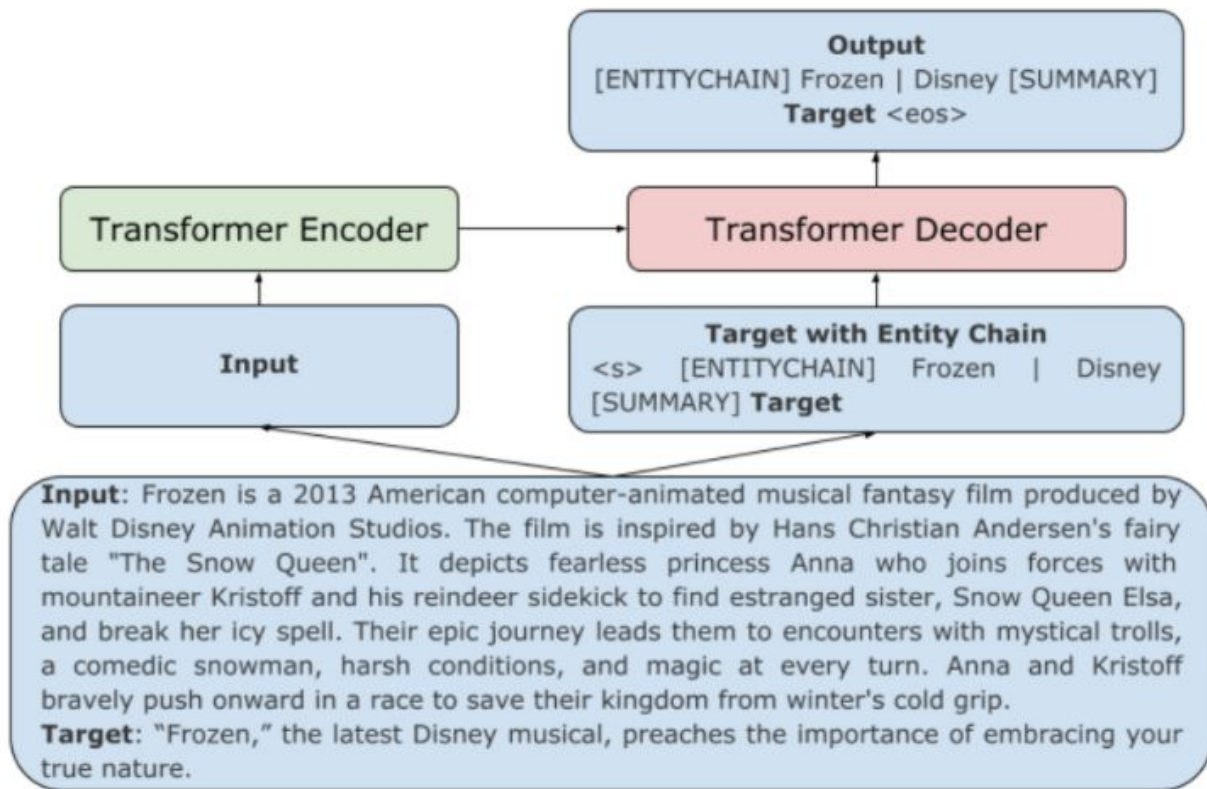 Output
[ENTITYCHAIN] Frozen | Disney [SUMMARY]
Target <eos>
Transformer Encoder
Transformer Decoder
Input
Target with Entity Chain
<s> [ENTITYCHAIN] Frozen | Disney
[SUMMARY] Target
Input: Frozen is a 2013 American computer-animated musical fantasy film produced by
Walt Disney Animation Studios. The film is inspired by Hans Christian Andersen's fairy
tale "The Snow Queen". It depicts fearless princess Anna who joins forces with
mountaineer Kristoff and his reindeer sidekick to find estranged sister, Snow Queen Elsa,
and break her icy spell. Their epic journey leads them to encounters with mystical trolls,
a comedic snowman, harsh conditions, and magic at every turn. Anna and Kristoff
bravely push onward in a race to save their kingdom from winter's cold grip.
Target: “Frozen,” the latest Disney musical, preaches the importance of embracing your
true nature.